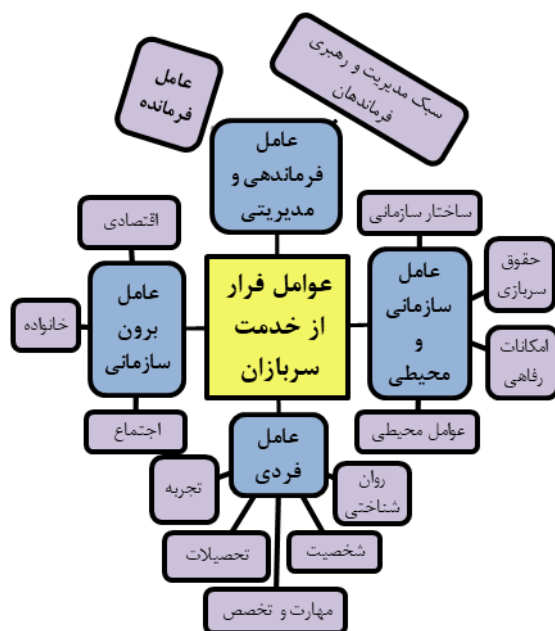 عامل
فرمانده
سبک مدیریت و رهبری
فرماندهان
عامل
فرماندهی و
مدیریتی
ساختار سازمانی
حقوق
سربازی
عامل
سازمانی
و
محیطی
امکانات
رفاهی
عوامل محیطی
عوامل فرار
از خدمت
سربازان
اقتصادی
عامل
برون
سازمانی
خانواده
اجتماع
عامل
فردی
روان
شناختی
تجربه
شخصیت
تحصیلات
مهارت و تخصص